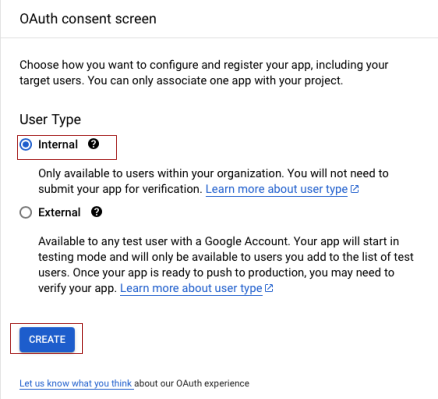 OAuth consent screen
Choose how you want to configure and register your app, including your
target users. You can only associate one app with your project.
User Type
Internal ?
Only available to users within your organization. You will not need to
submit your app for verification. Learn more about user type
External ?
Available to any test user with a Google Account. Your app will start in
testing mode and will only be available to users you add to the list of test
users. Once your app is ready to push to production, you may need to
verify your app. Learn more about user type
CREATE
Let us know what you think about our OAuth experience